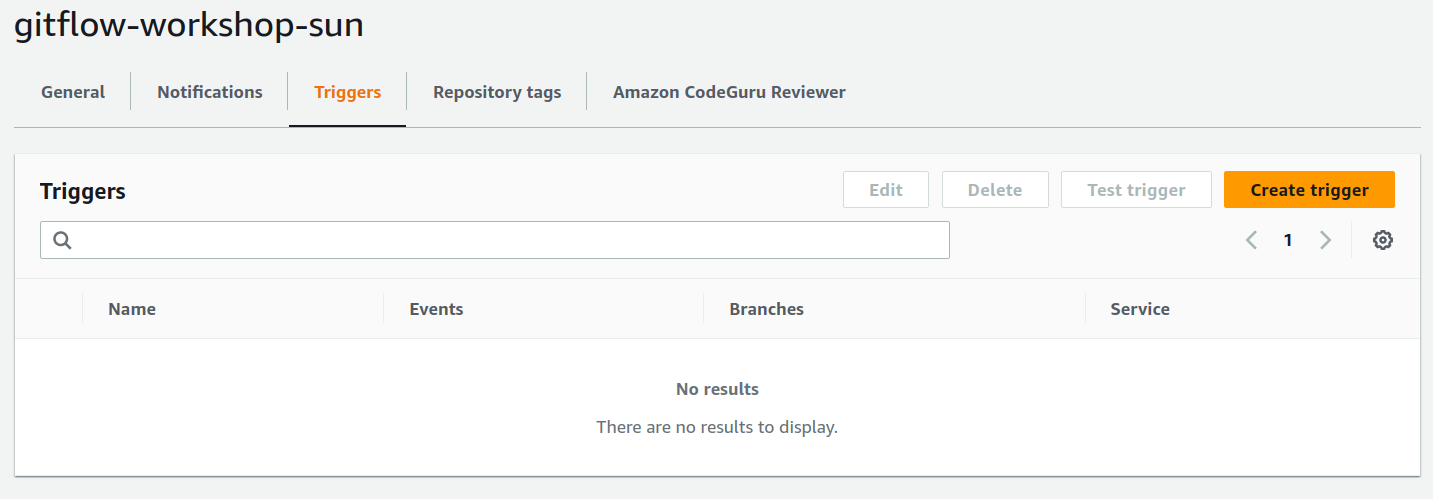 gitflow-workshop-sun
General Notifications Triggers Repository tags Amazon CodeGuru Reviewer
Triggers Edit Delete Test trigger Create trigger
1
Name Events Branches Service
No results
There are no results to display.